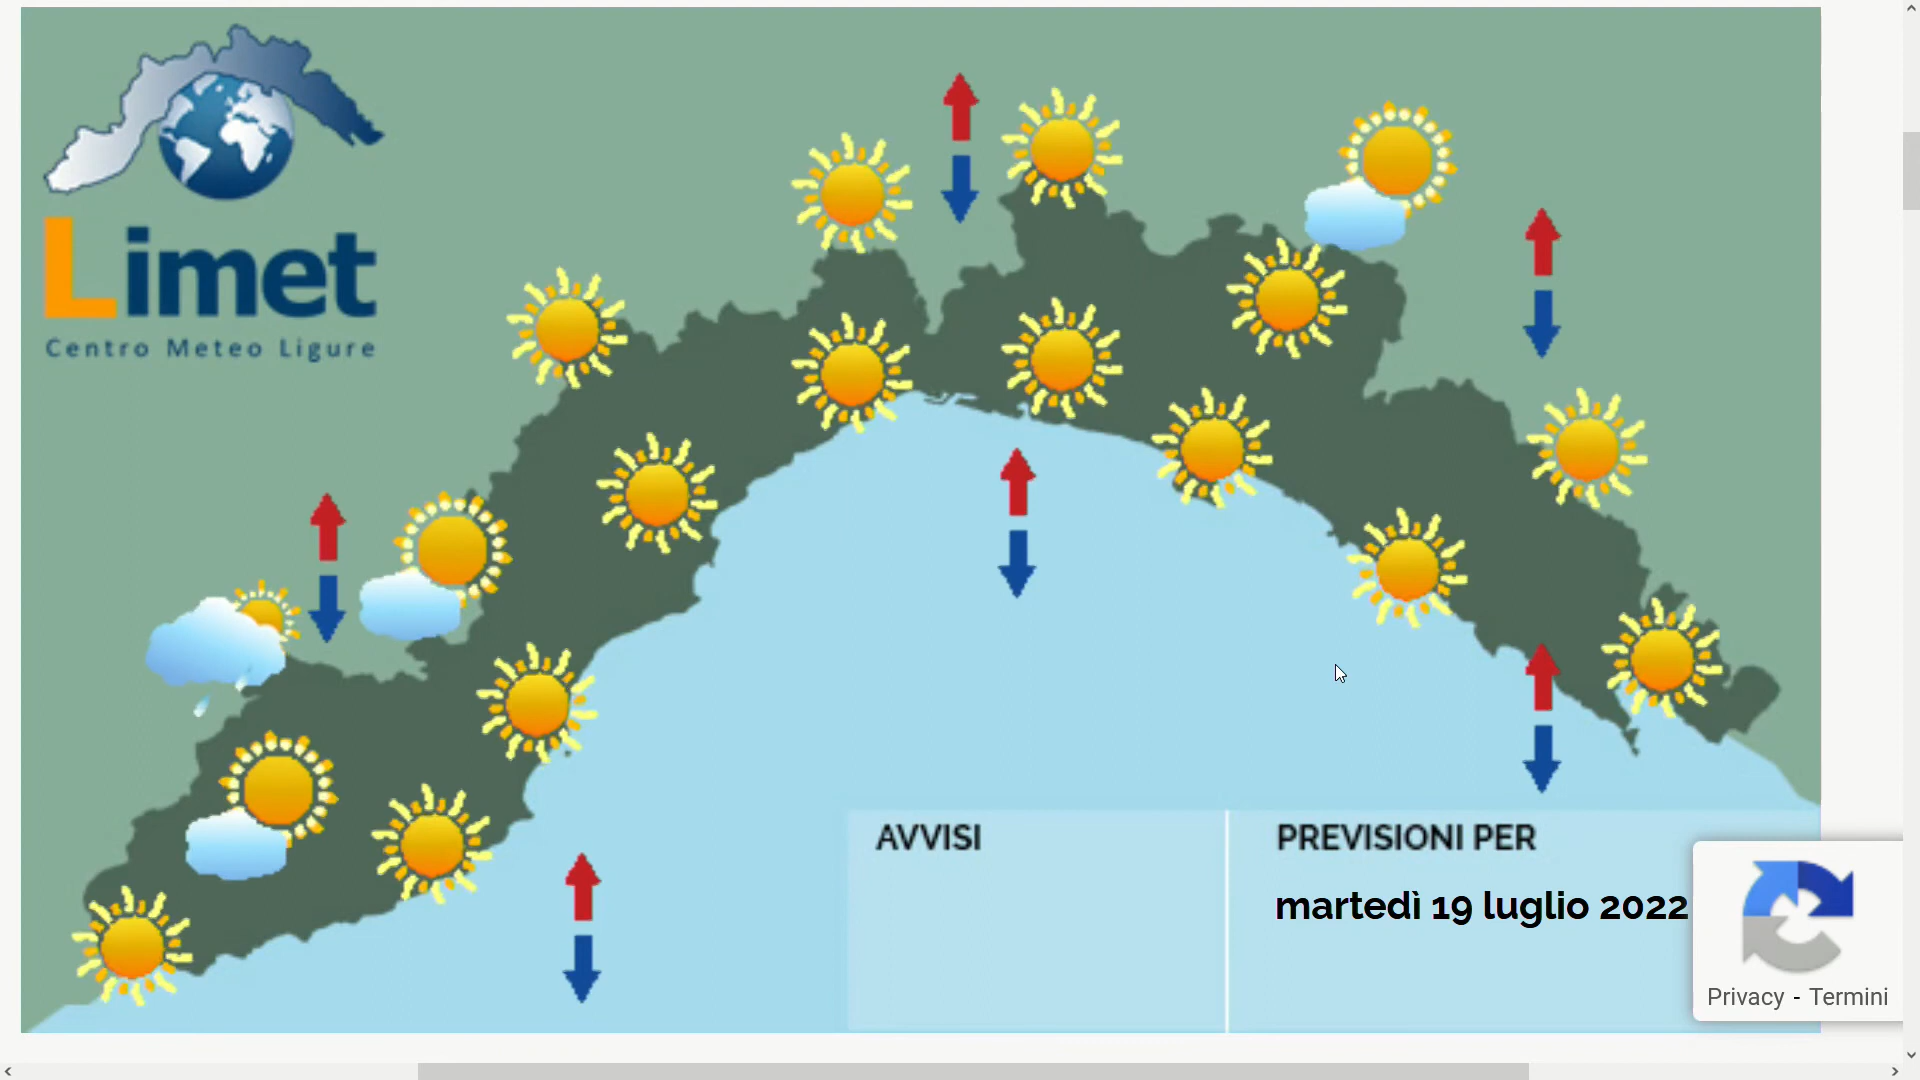 Limet
Centro Meteo Ligure
AVVISI
PREVISIONI PER
martedì 19 luglio 2022
Privacy - Termini